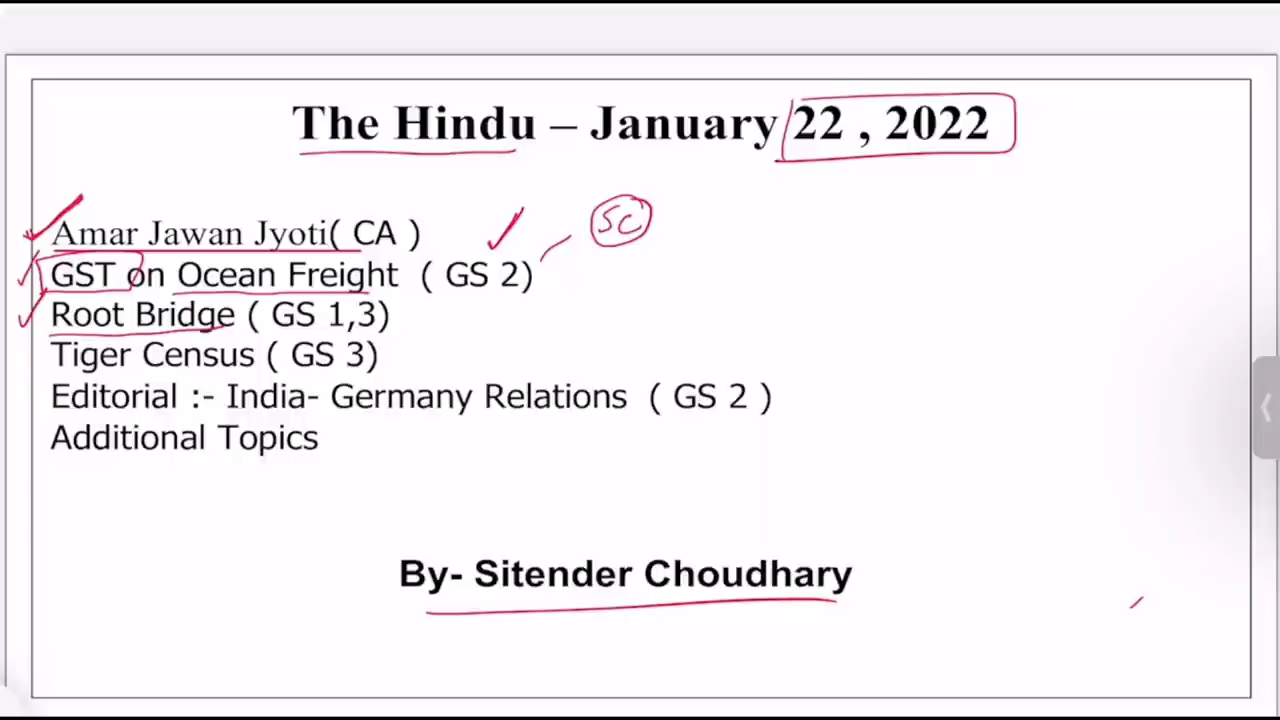 The Hindu – January 22 , 2022
SC
Amar Jawan Jyoti( CA )
GST on Ocean Freight ( GS 2)
Root Bridge ( GS 1,3)
Tiger Census ( GS 3)
Editorial :- India- Germany Relations ( GS 2 )
Additional Topics
By- Sitender Choudhary